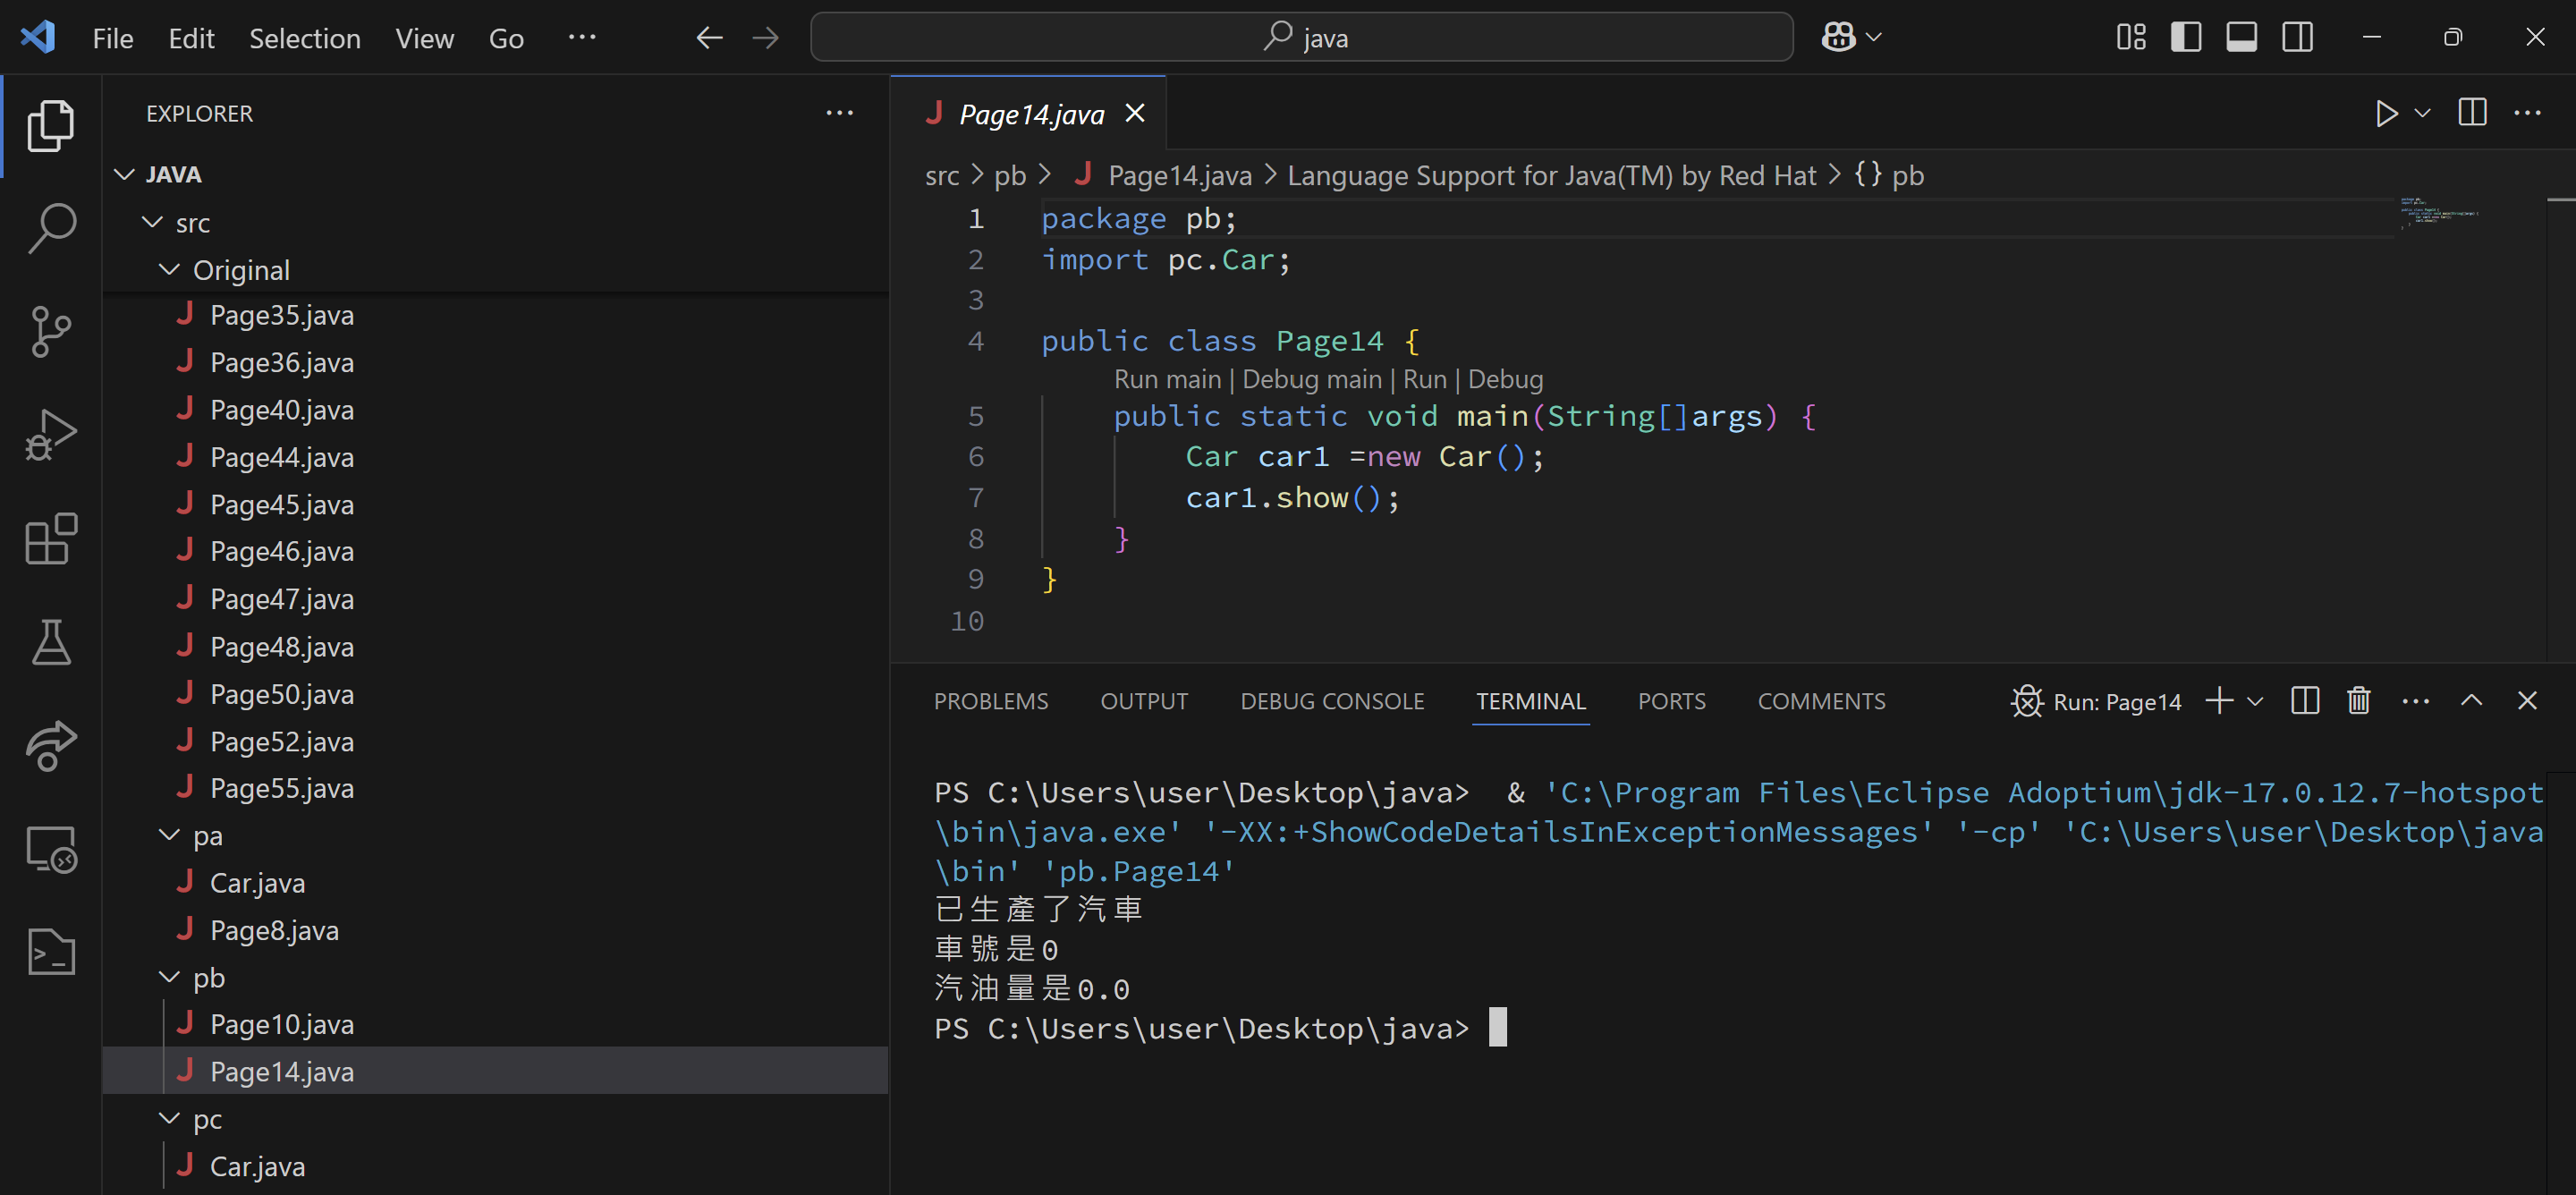 File Edit Selection View Go ···
java
EXPLORER ···
JAVA
src
Original
Page35.java
Page36.java
Page40.java
Page44.java
Page45.java
Page46.java
Page47.java
Page48.java
Page50.java
Page52.java
Page55.java
pa
Car.java
Page8.java
pb
Page10.java
Page14.java
pc
Car.java
J Page14.java
src > pb > J Page14.java > Language Support for Java(TM) by Red Hat > {} pb
1 package pb;
2 import pc.Car;
3
4 public class Page14 {
Run main | Debug main | Run | Debug
5 public static void main(String[]args) {
6 Car car1 =new Car();
7 car1.show();
8 }
9 }
10
PROBLEMS OUTPUT DEBUG CONSOLE TERMINAL PORTS COMMENTS Run: Page14
PS C:\Users\user\Desktop\java>  & 'C:\Program Files\Eclipse Adoptium\jdk-17.0.12.7-hotspot
\bin\java.exe' '-XX:+ShowCodeDetailsInExceptionMessages' '-cp' 'C:\Users\user\Desktop\java
\bin' 'pb.Page14'
已生產了汽車
車號是0
汽油量是0.0
PS C:\Users\user\Desktop\java>